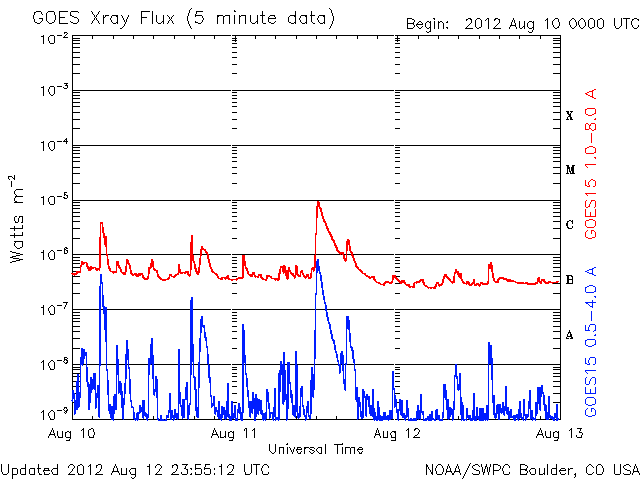 GOES Xray Flux (5 minute data)
Begin: 2012 Aug 10 0000 UTC
10⁻²
10⁻³
10⁻⁴
10⁻⁵
10⁻⁶
10⁻⁷
10⁻⁸
10⁻⁹
Watts m⁻²
X
M
C
B
A
GOES15 1.0-8.0 A
GOES15 0.5-4.0 A
Aug 10
Aug 11
Aug 12
Aug 13
Universal Time
Updated 2012 Aug 12 23:55:12 UTC
NOAA/SWPC Boulder, CO USA